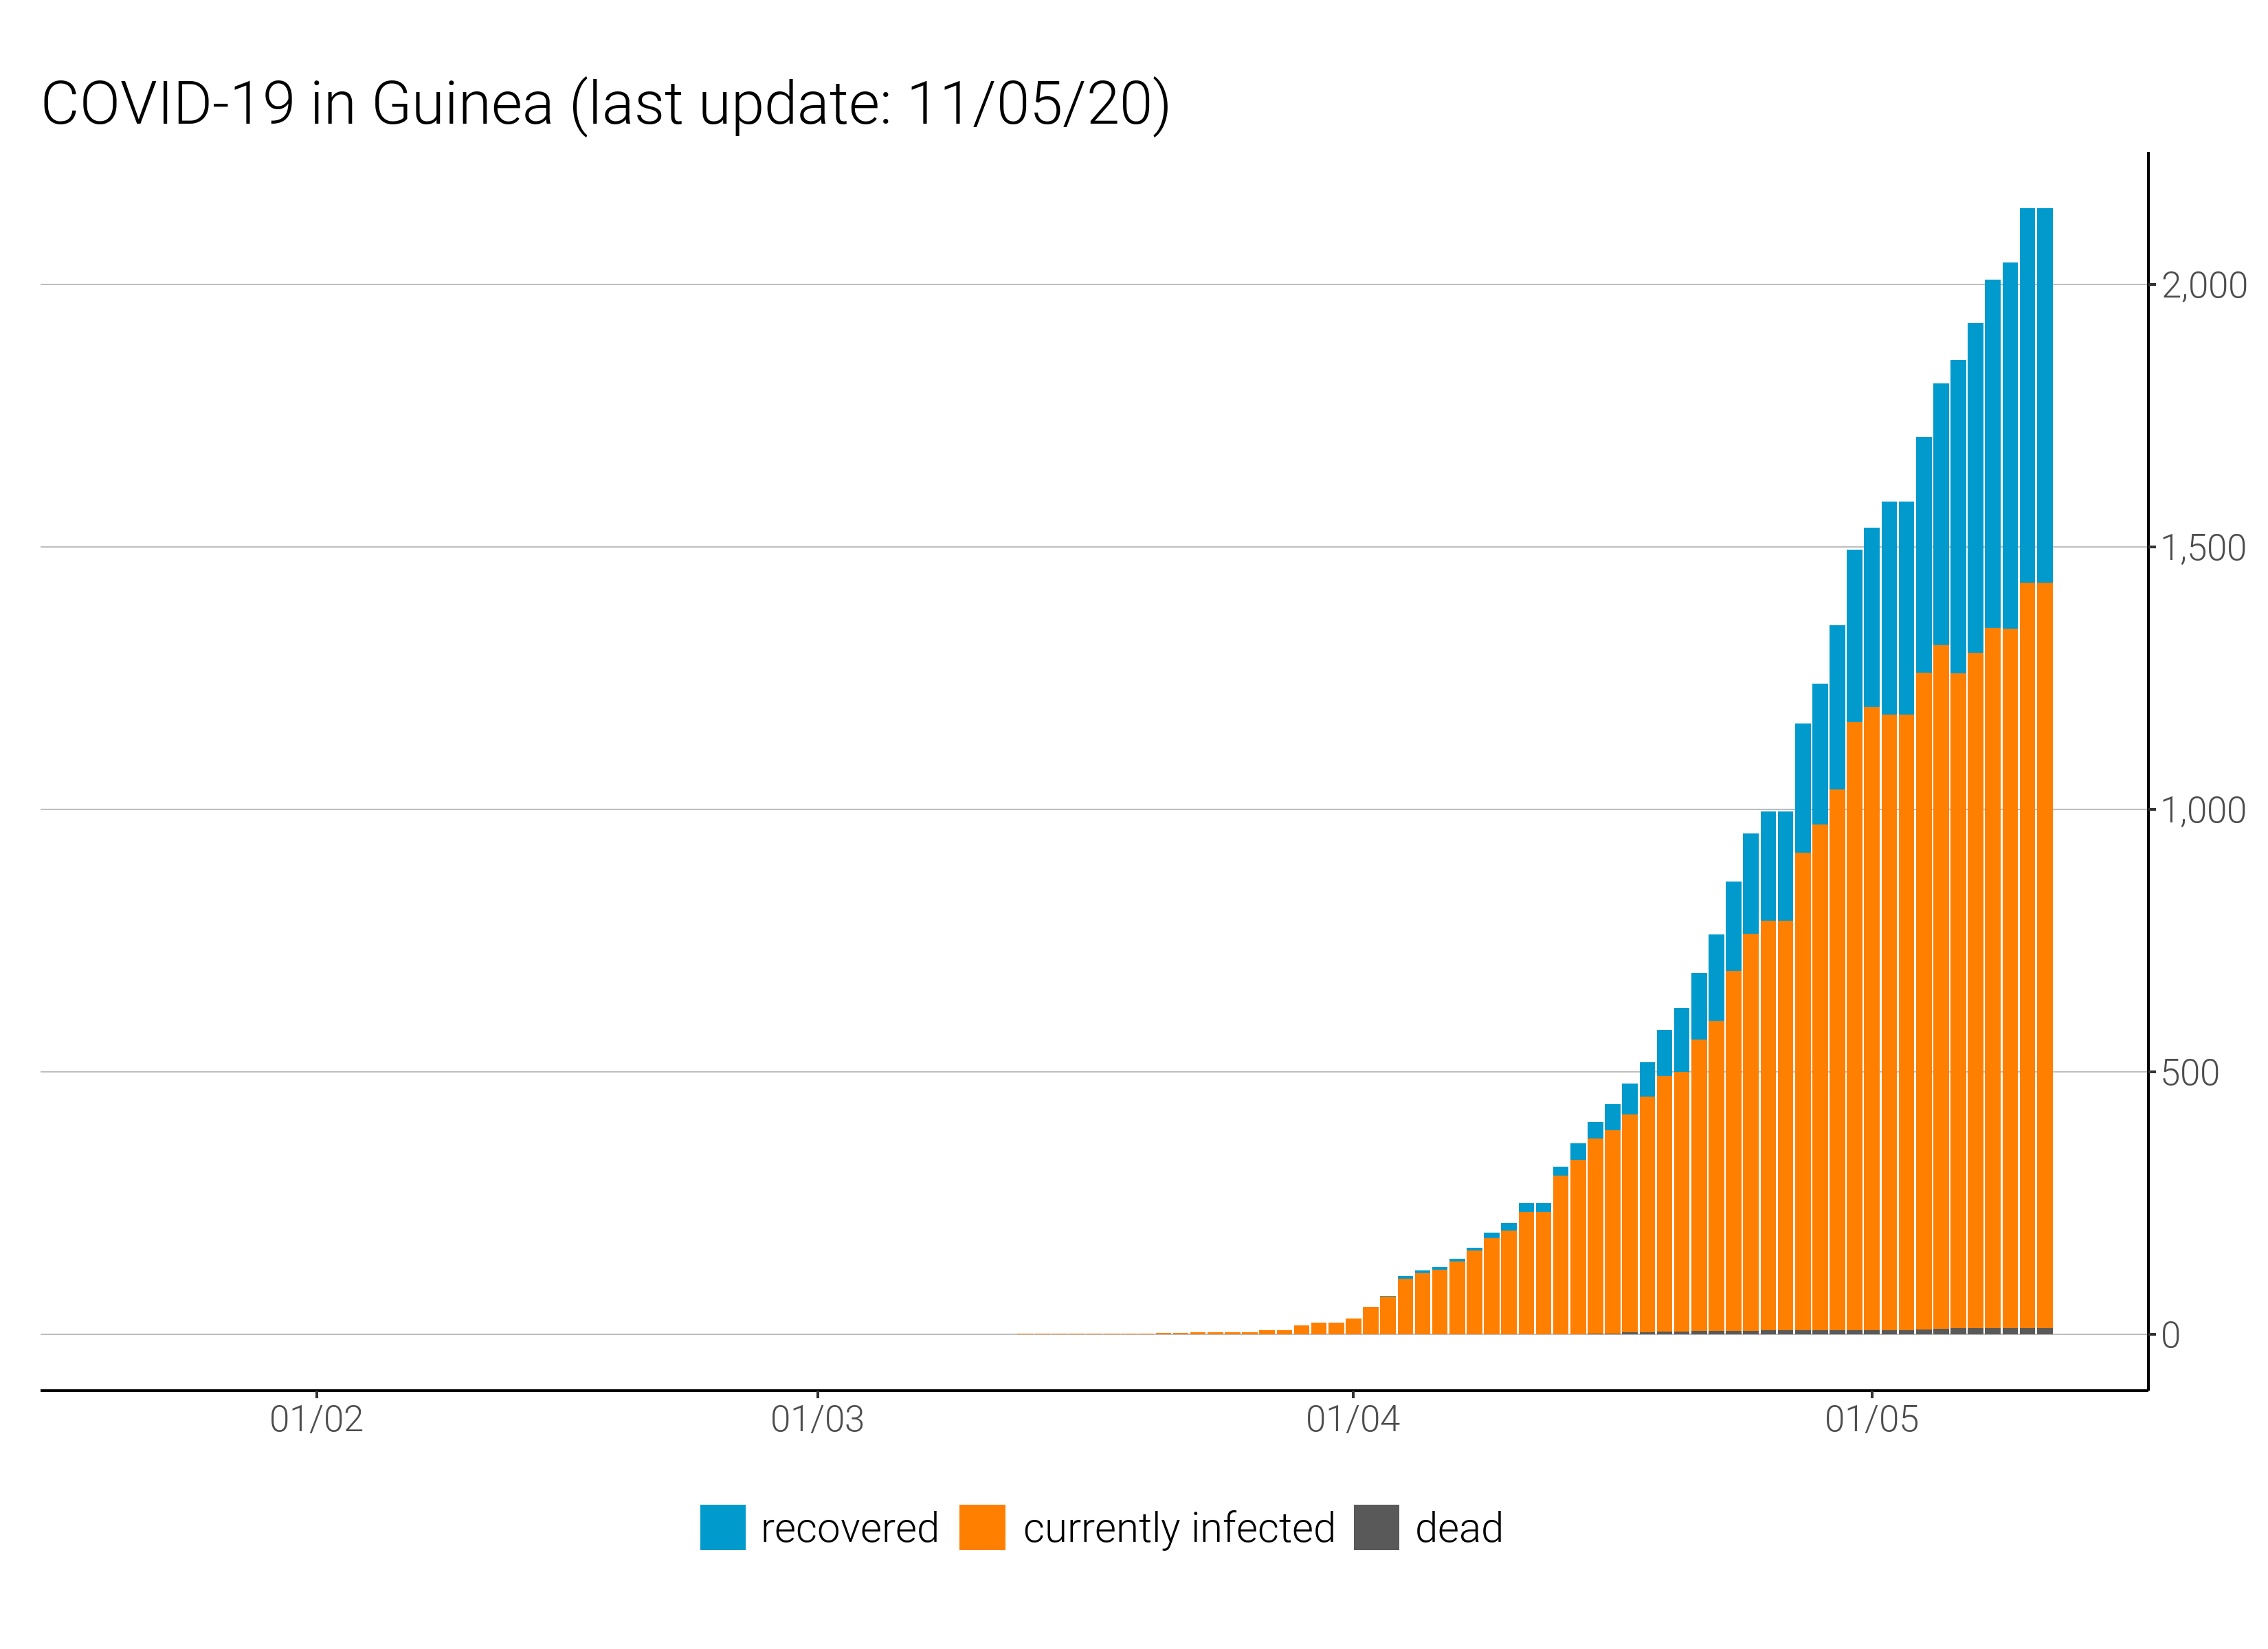 COVID-19 in Guinea (last update: 11/05/20)
2,000
1,500
1,000
500
0
01/02 01/03 01/04 01/05
recovered currently infected dead